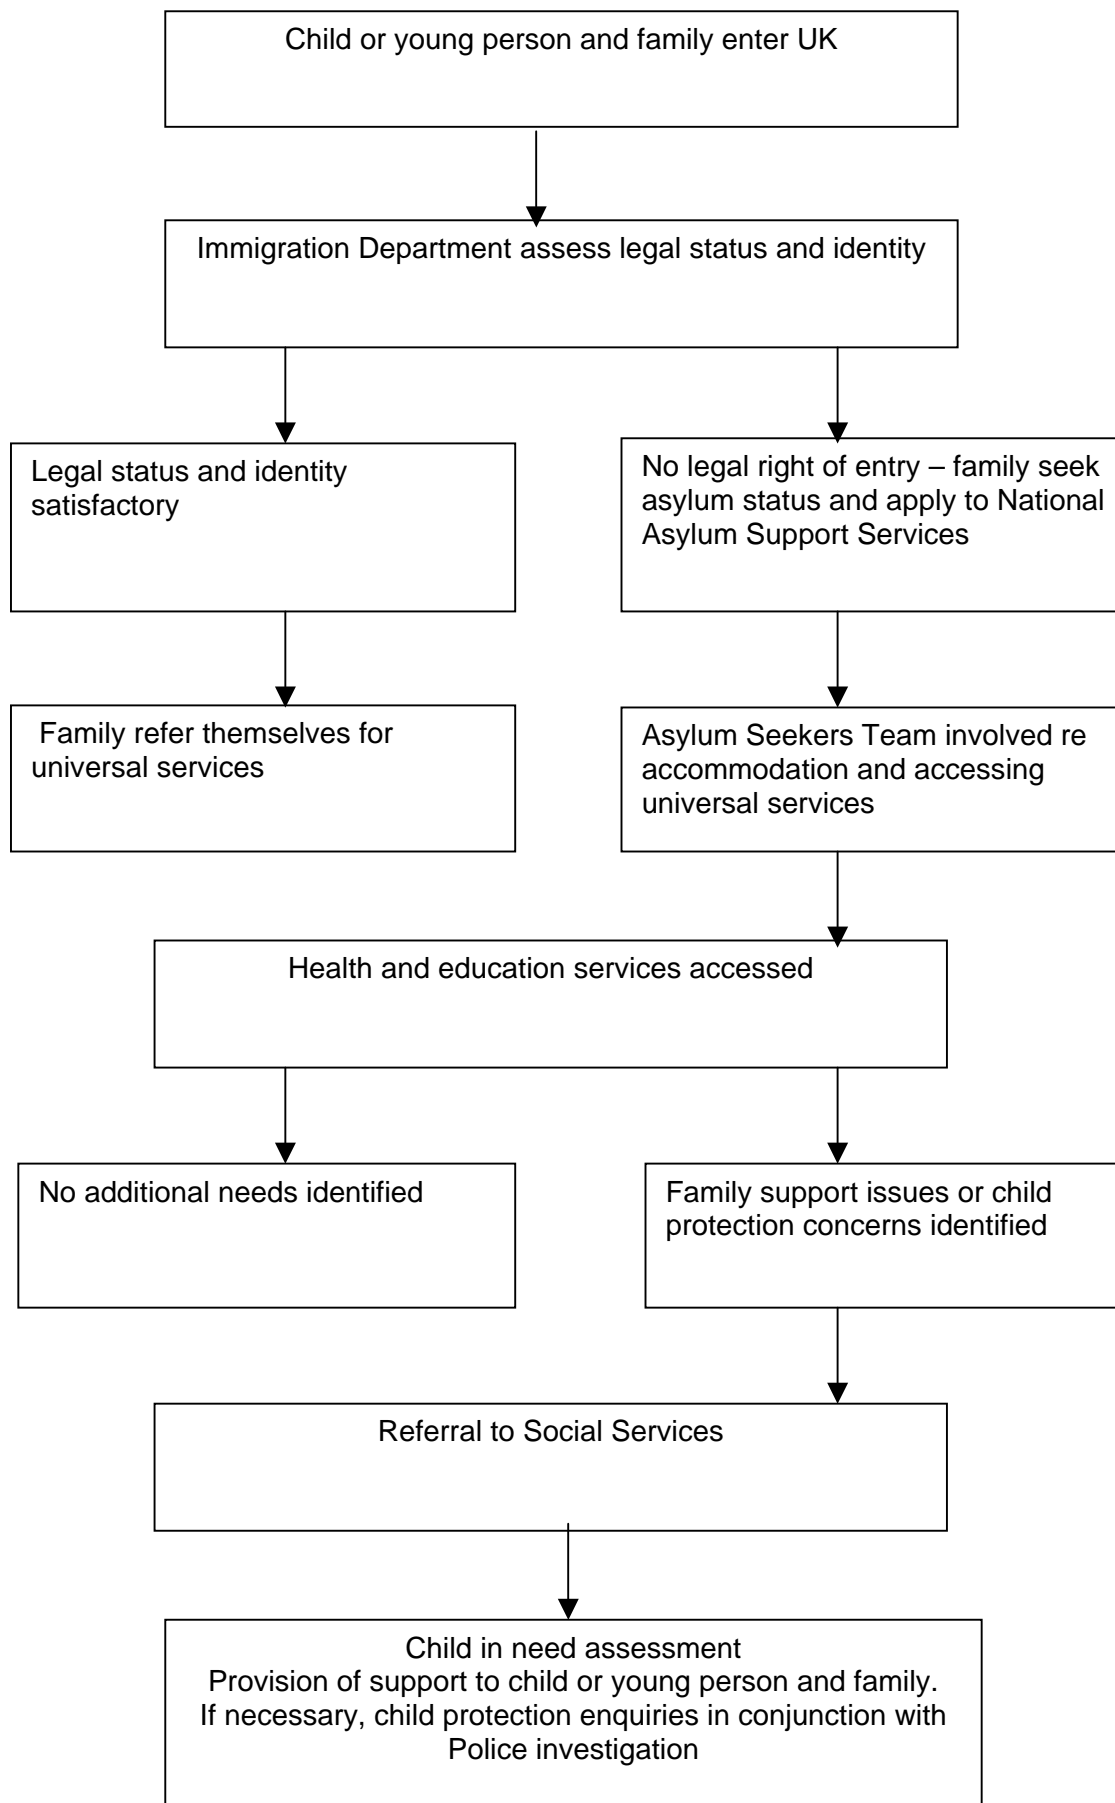 Child or young person and family enter UK
Immigration Department assess legal status and identity
Legal status and identity
satisfactory
No legal right of entry – family seek
asylum status and apply to National
Asylum Support Services
Family refer themselves for
universal services
Asylum Seekers Team involved re
accommodation and accessing
universal services
Health and education services accessed
No additional needs identified
Family support issues or child
protection concerns identified
Referral to Social Services
Child in need assessment
Provision of support to child or young person and family.
If necessary, child protection enquiries in conjunction with
Police investigation